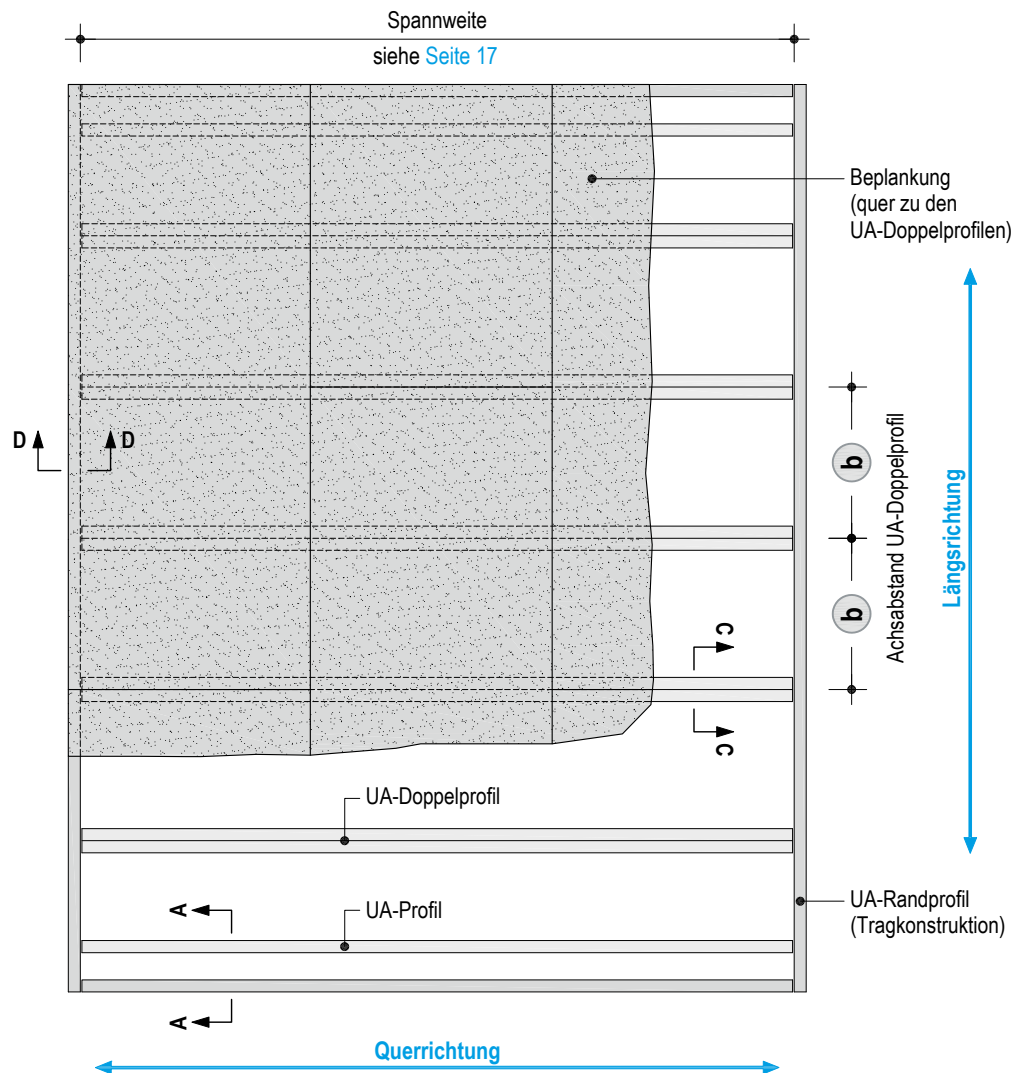 Spannweite
siehe Seite 17
Beplankung
(quer zu den
UA-Doppelprofilen)
D
D
b
b
Achsabstand UA-Doppelprofil
Längsrichtung
C
C
UA-Doppelprofil
A
UA-Profil
UA-Randprofil
(Tragkonstruktion)
A
Querrichtung